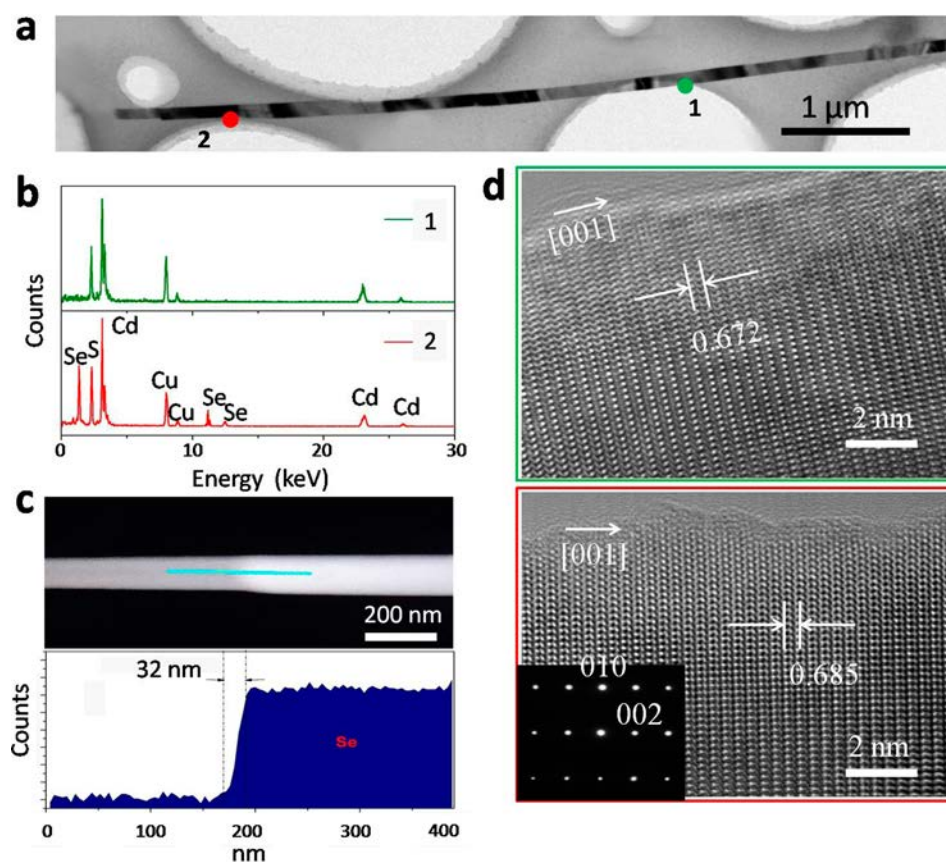 a
1
2
1 μm
b
1
2
Counts
Se S Cd
Cu
Cu
Se
Se
Cd
Cd
0 10 20 30
Energy (keV)
c
200 nm
32 nm
Counts
Se
0 100 200 300 400
nm
d
[001]
0.672
2 nm
[001]
0.685
010
002
2 nm